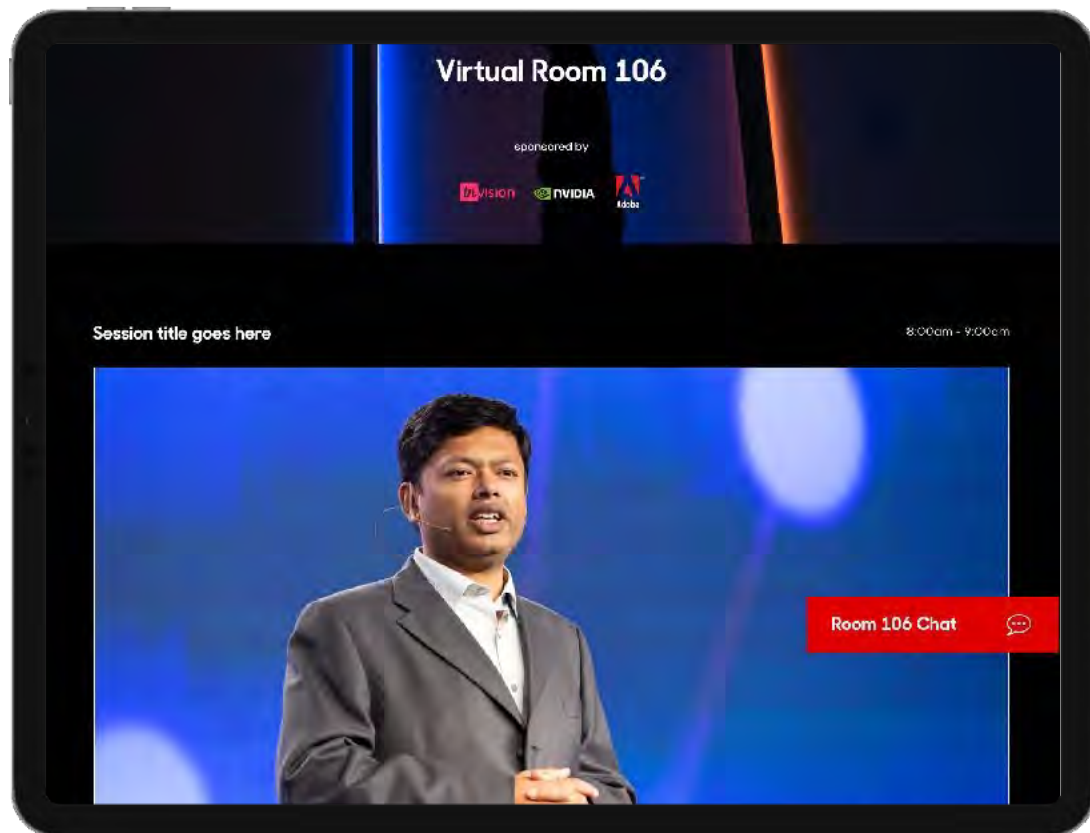 Virtual Room 106
sponsored by
InVision NVIDIA Adobe
Session title goes here 8:00am - 9:00am
Room 106 Chat